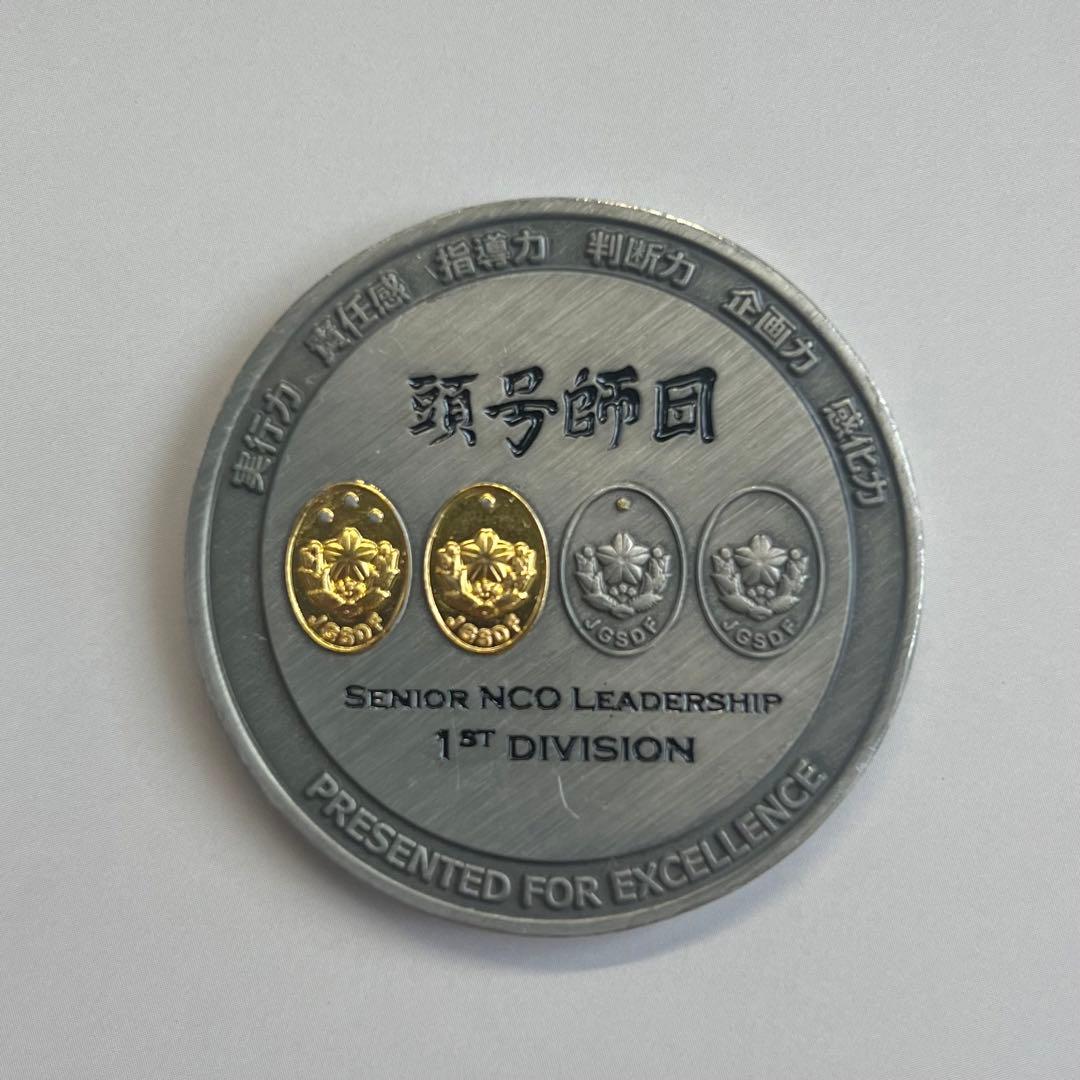 実行力 責任感 指導力 判断力 企画力 感化力
頭号師団
JGSDF JGSDF JGSDF JGSDF
SENIOR NCO LEADERSHIP
1ST DIVISION
PRESENTED FOR EXCELLENCE